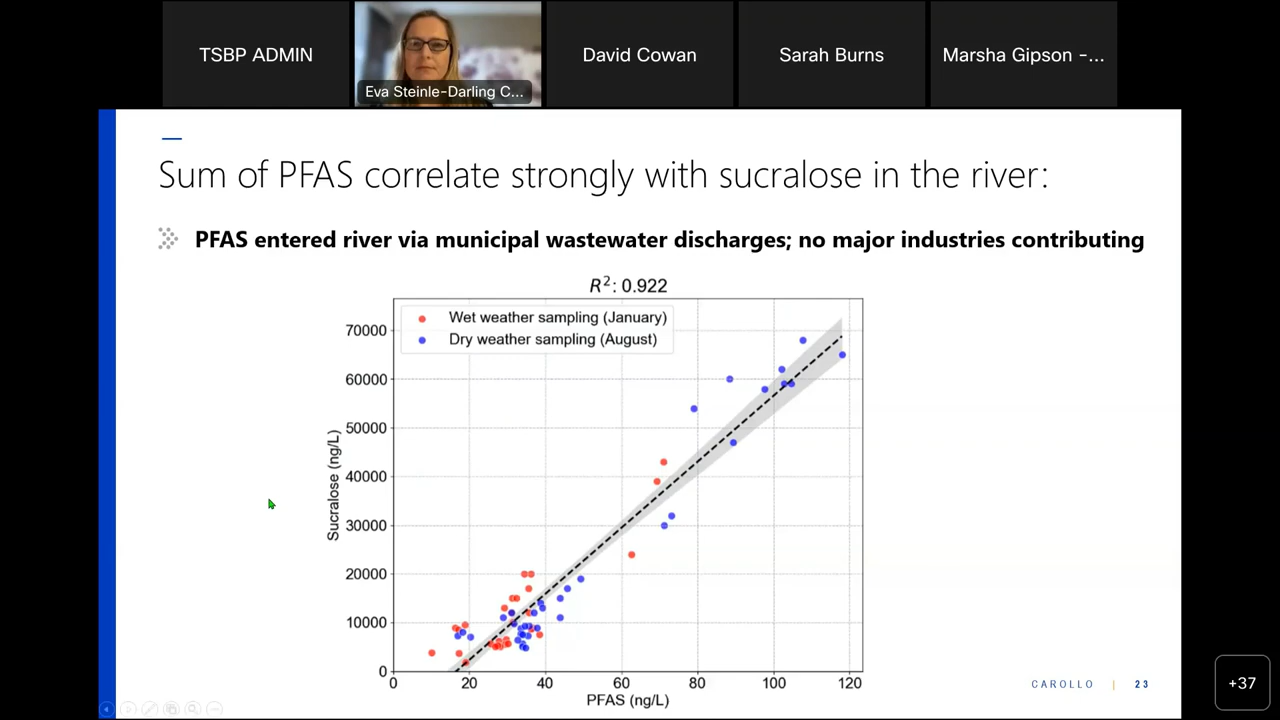 TSBP ADMIN
Eva Steinle-Darling C...
David Cowan
Sarah Burns
Marsha Gipson -...
Sum of PFAS correlate strongly with sucralose in the river:
PFAS entered river via municipal wastewater discharges; no major industries contributing
R²: 0.922
Wet weather sampling (January)
Dry weather sampling (August)
70000
60000
50000
40000
30000
20000
10000
0
Sucralose (ng/L)
0 20 40 60 80 100 120
PFAS (ng/L)
CAROLLO | 23
+37